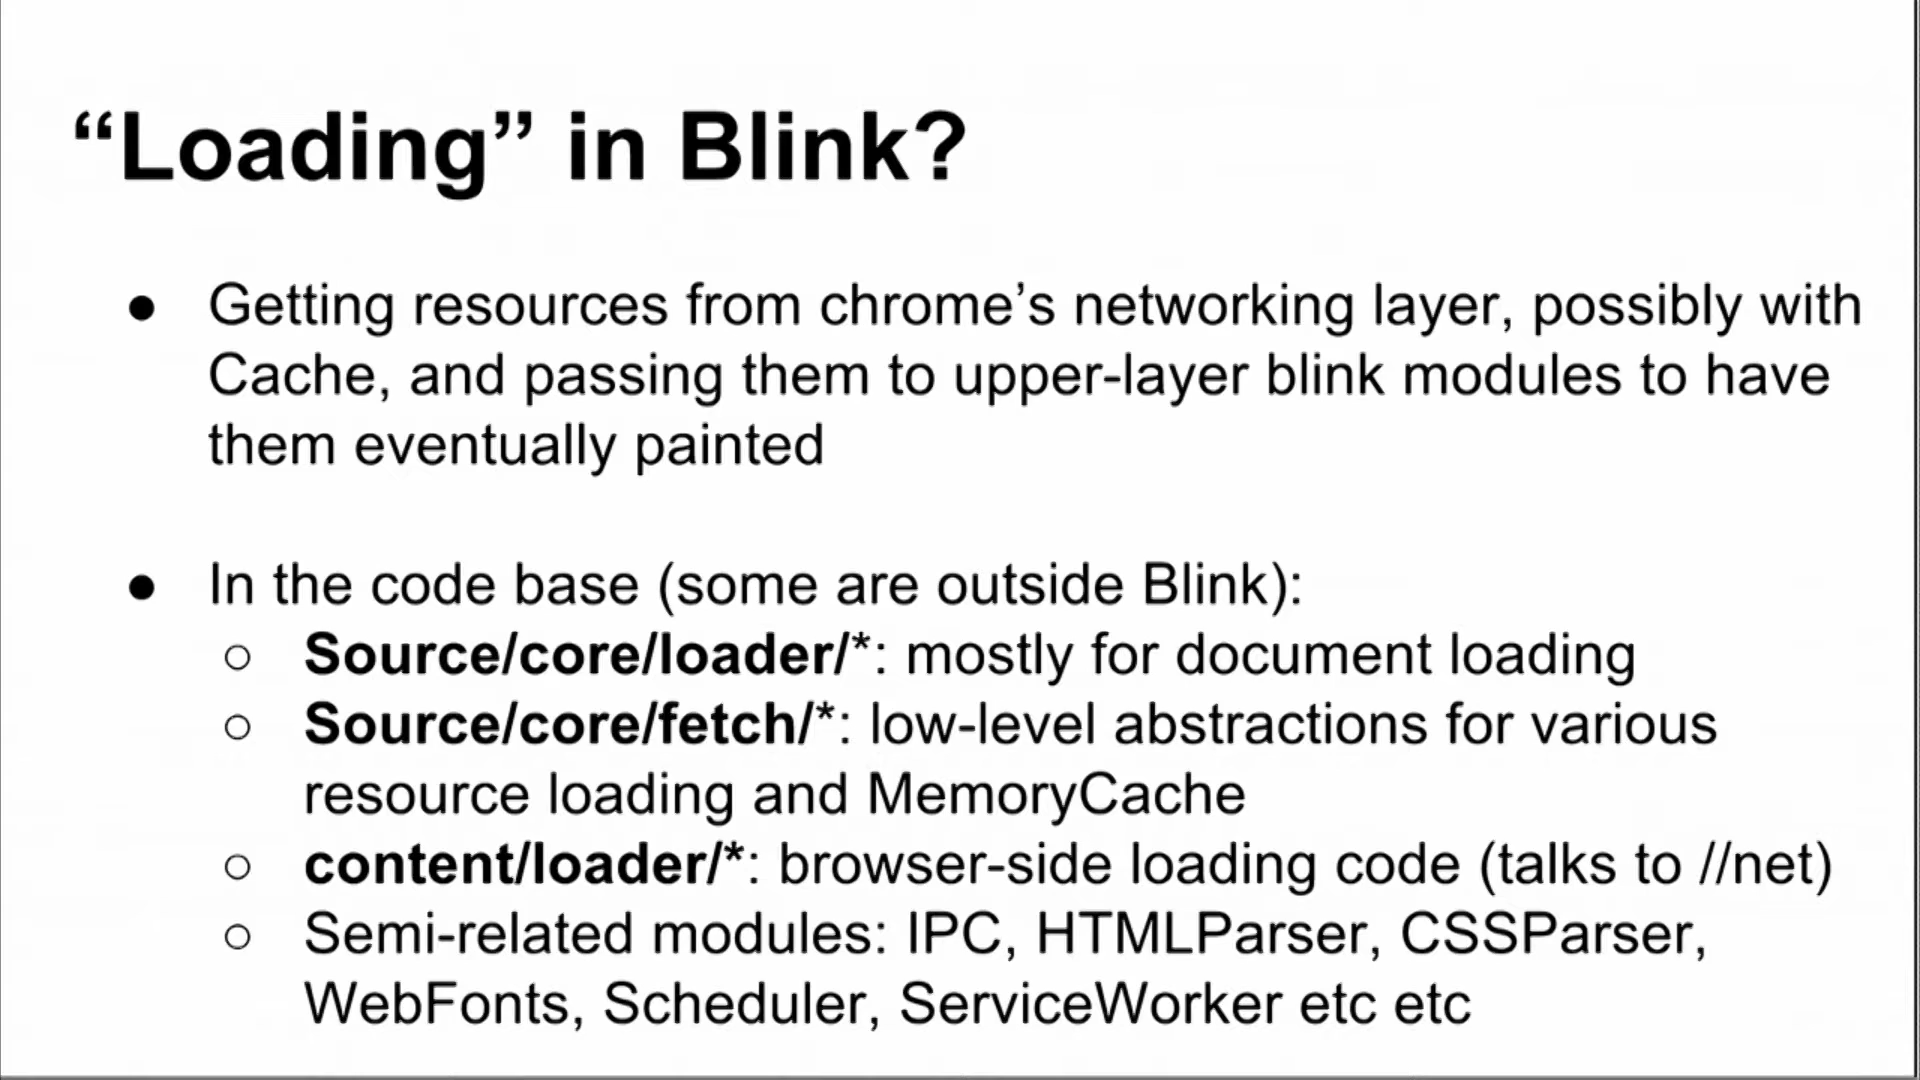 “Loading” in Blink?
● Getting resources from chrome’s networking layer, possibly with
Cache, and passing them to upper-layer blink modules to have
them eventually painted
● In the code base (some are outside Blink):
○ Source/core/loader/*: mostly for document loading
○ Source/core/fetch/*: low-level abstractions for various
resource loading and MemoryCache
○ content/loader/*: browser-side loading code (talks to //net)
○ Semi-related modules: IPC, HTMLParser, CSSParser,
WebFonts, Scheduler, ServiceWorker etc etc